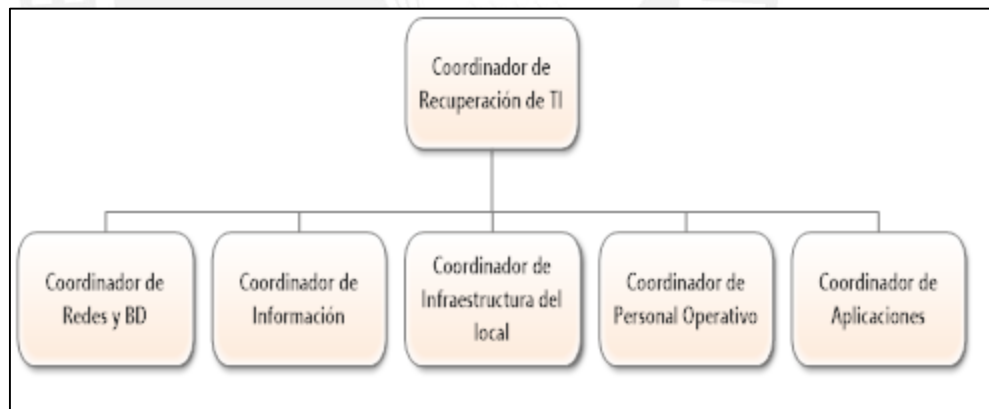 Coordinador de
Recuperación de TI
Coordinador de
Redes y BD
Coordinador de
Información
Coordinador de
Infraestructura del
local
Coordinador de
Personal Operativo
Coordinador de
Aplicaciones